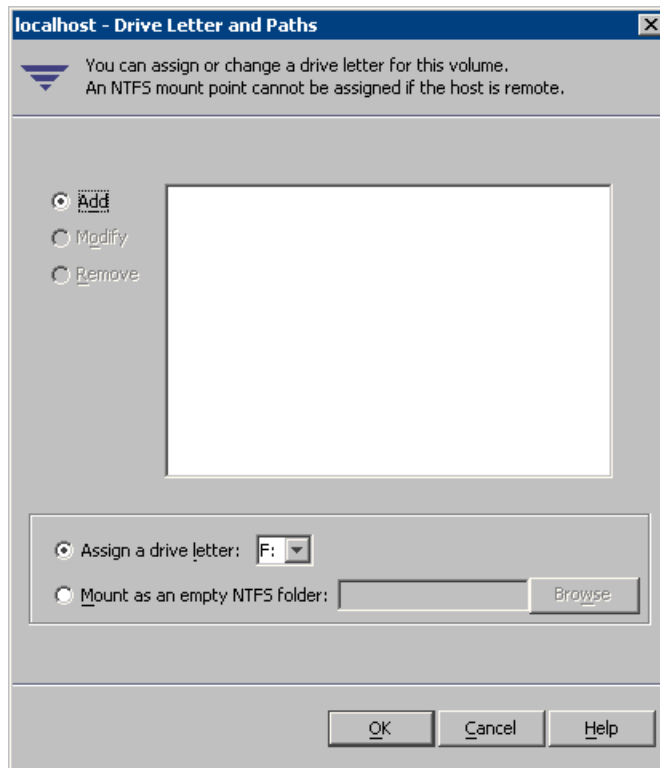 localhost - Drive Letter and Paths
You can assign or change a drive letter for this volume.
An NTFS mount point cannot be assigned if the host is remote.
Add
Modify
Remove
Assign a drive letter: F:
Mount as an empty NTFS folder: Browse
OK Cancel Help